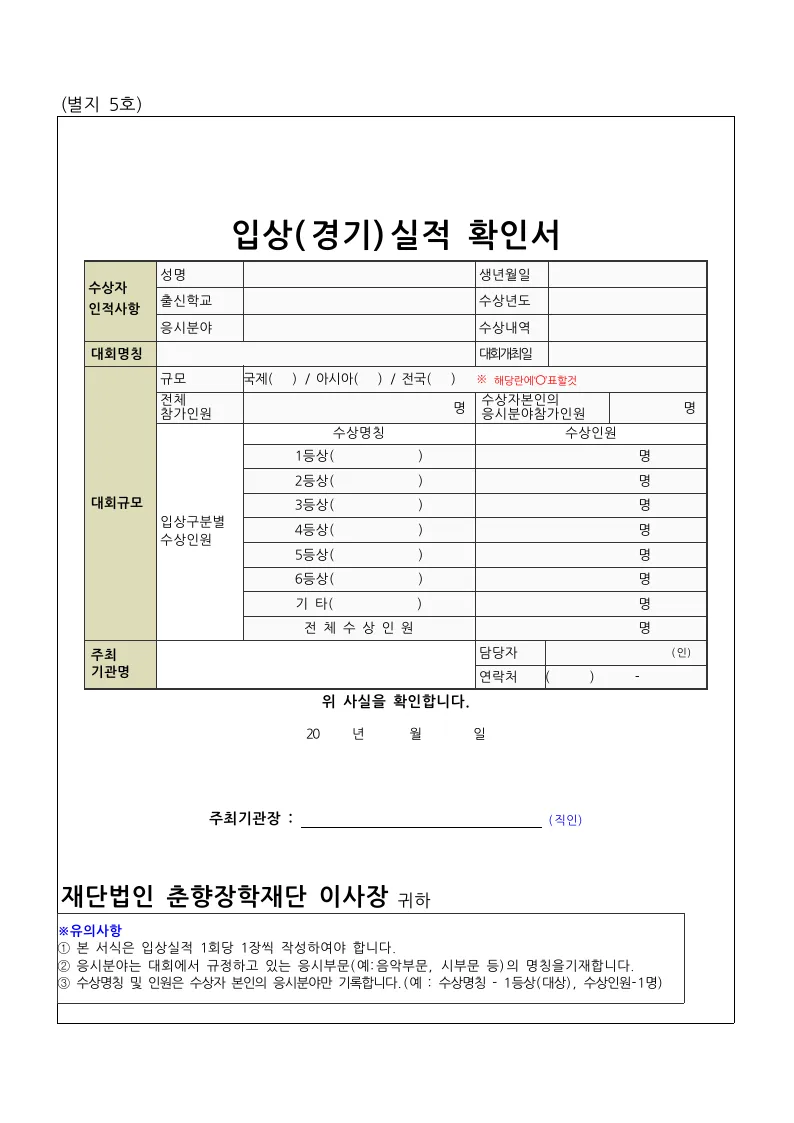 (별지 5호)
입상(경기)실적 확인서
수상자
인적사항
성명
생년월일
출신학교
수상년도
응시분야
수상내역
대회명칭
대회개최일
대회규모
규모
국제( ) / 아시아( ) / 전국( ) ※ 해당란에'○'표할것
전체
참가인원
명
수상자본인의
응시분야참가인원
명
입상구분별
수상인원
수상명칭
수상인원
1등상( ) 명
2등상( ) 명
3등상( ) 명
4등상( ) 명
5등상( ) 명
6등상( ) 명
기 타( ) 명
전 체 수 상 인 원 명
주최
기관명
담당자 (인)
연락처 ( ) -
위 사실을 확인합니다.
20 년 월 일
주최기관장 : (직인)
재단법인 춘향장학재단 이사장 귀하
※유의사항
① 본 서식은 입상실적 1회당 1장씩 작성하여야 합니다.
② 응시분야는 대회에서 규정하고 있는 응시부문(예:음악부문, 시부문 등)의 명칭을기재합니다.
③ 수상명칭 및 인원은 수상자 본인의 응시분야만 기록합니다.(예 : 수상명칭 - 1등상(대상), 수상인원-1명)